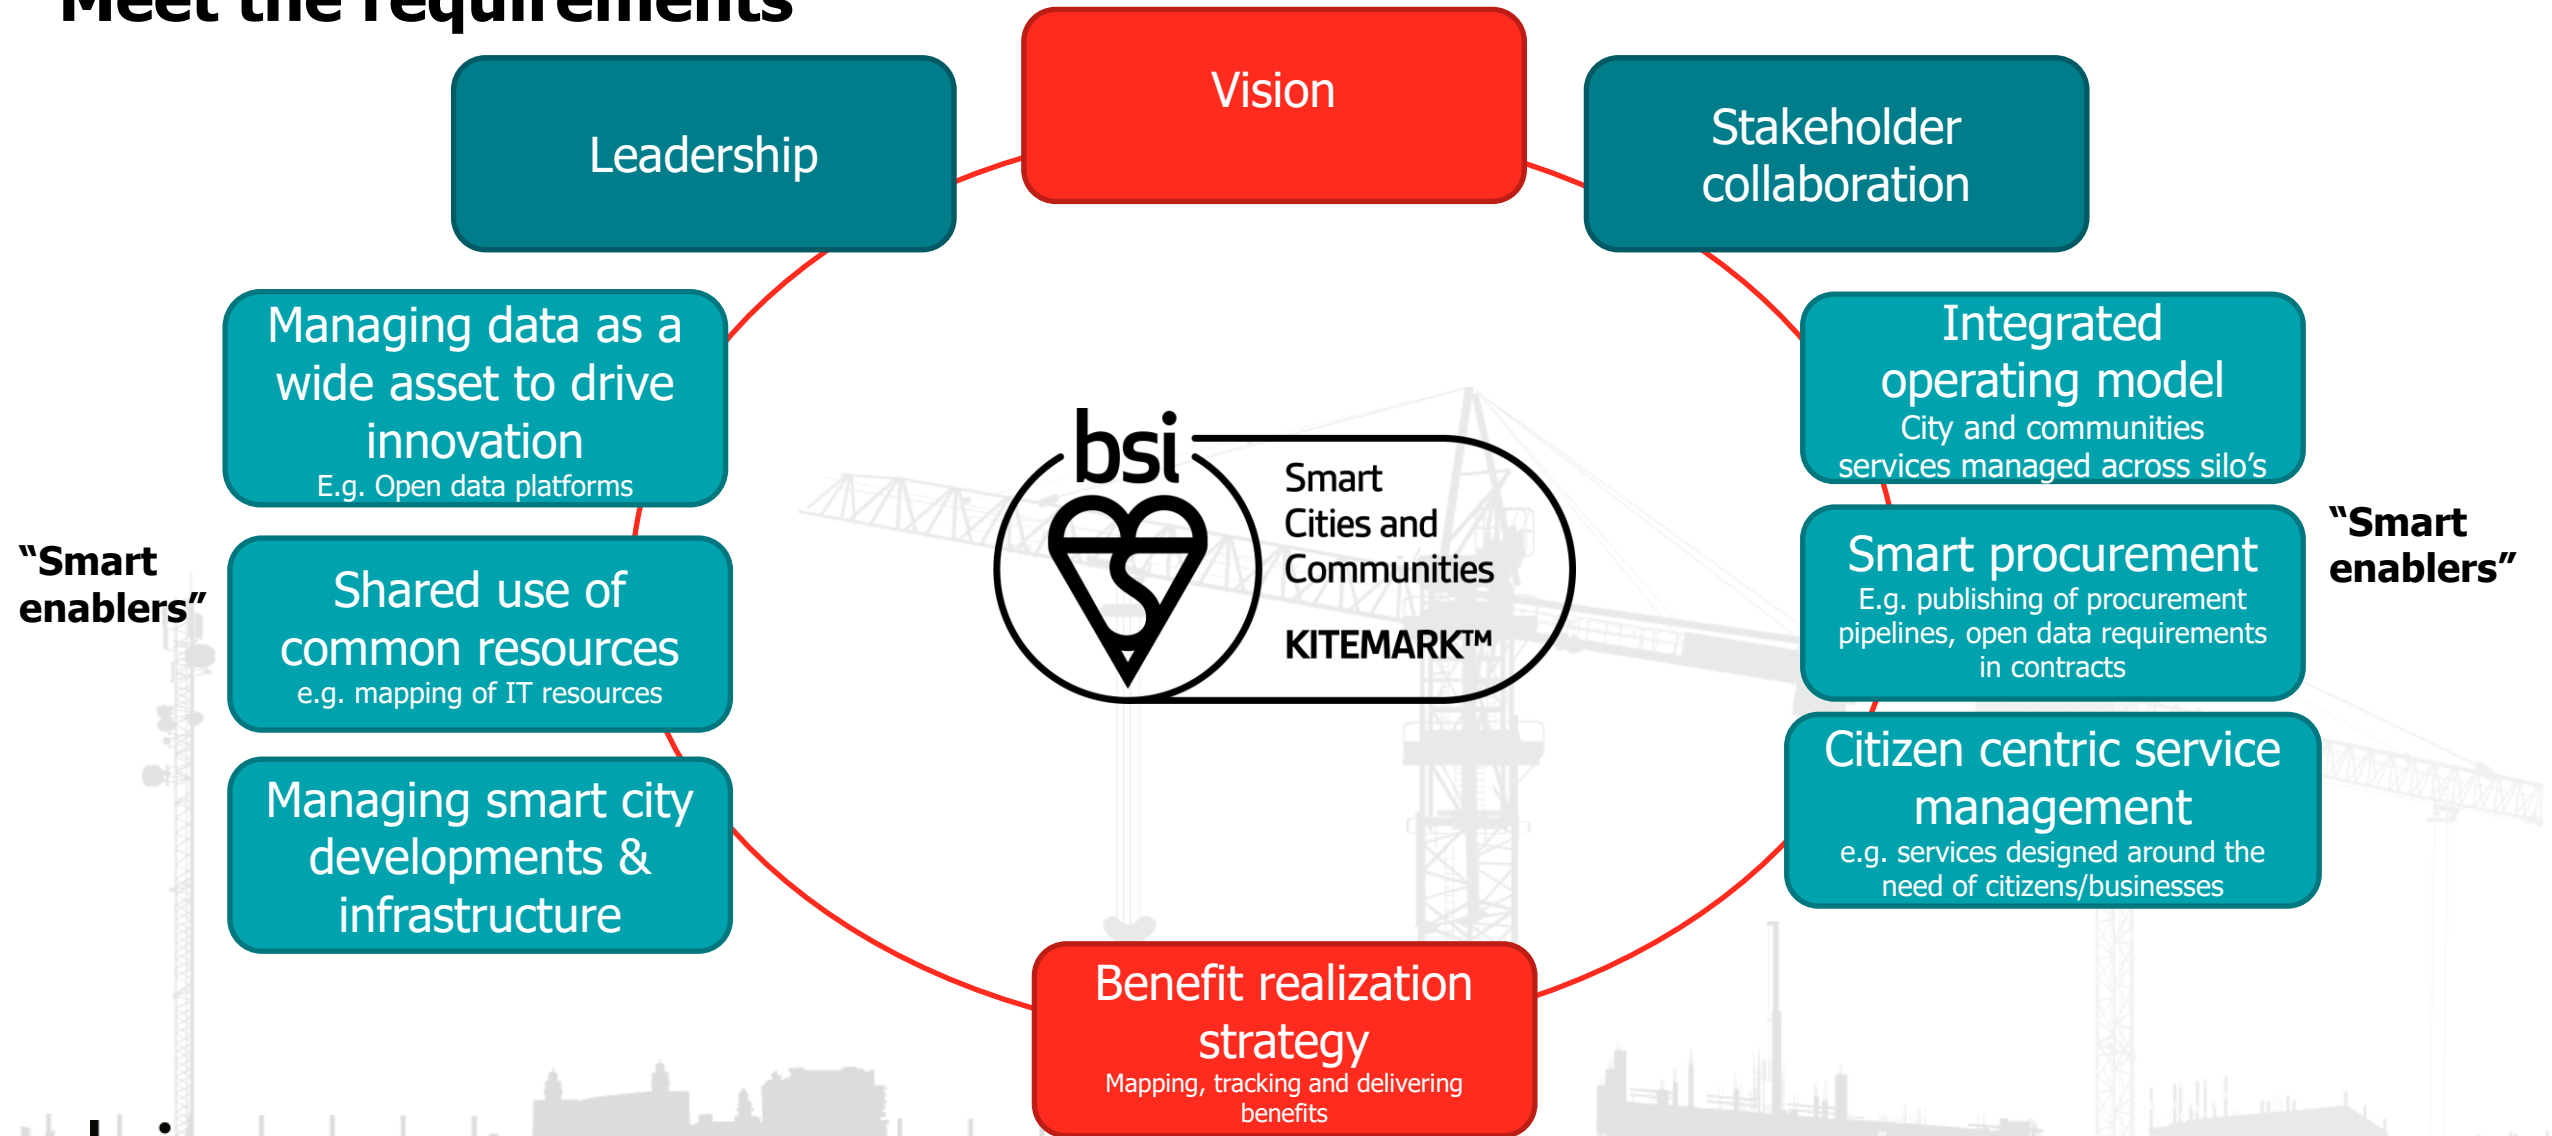 Meet the requirements
Vision
Leadership
Stakeholder
collaboration
Managing data as a
wide asset to drive
innovation
E.g. Open data platforms
Integrated
operating model
City and communities
services managed across silo's
bsi
Smart
Cities and
Communities
KITEMARK™
“Smart
enablers”
Shared use of
common resources
e.g. mapping of IT resources
Smart procurement
E.g. publishing of procurement
pipelines, open data requirements
in contracts
“Smart
enablers”
Managing smart city
developments &
infrastructure
Citizen centric service
management
e.g. services designed around the
need of citizens/businesses
Benefit realization
strategy
Mapping, tracking and delivering
benefits